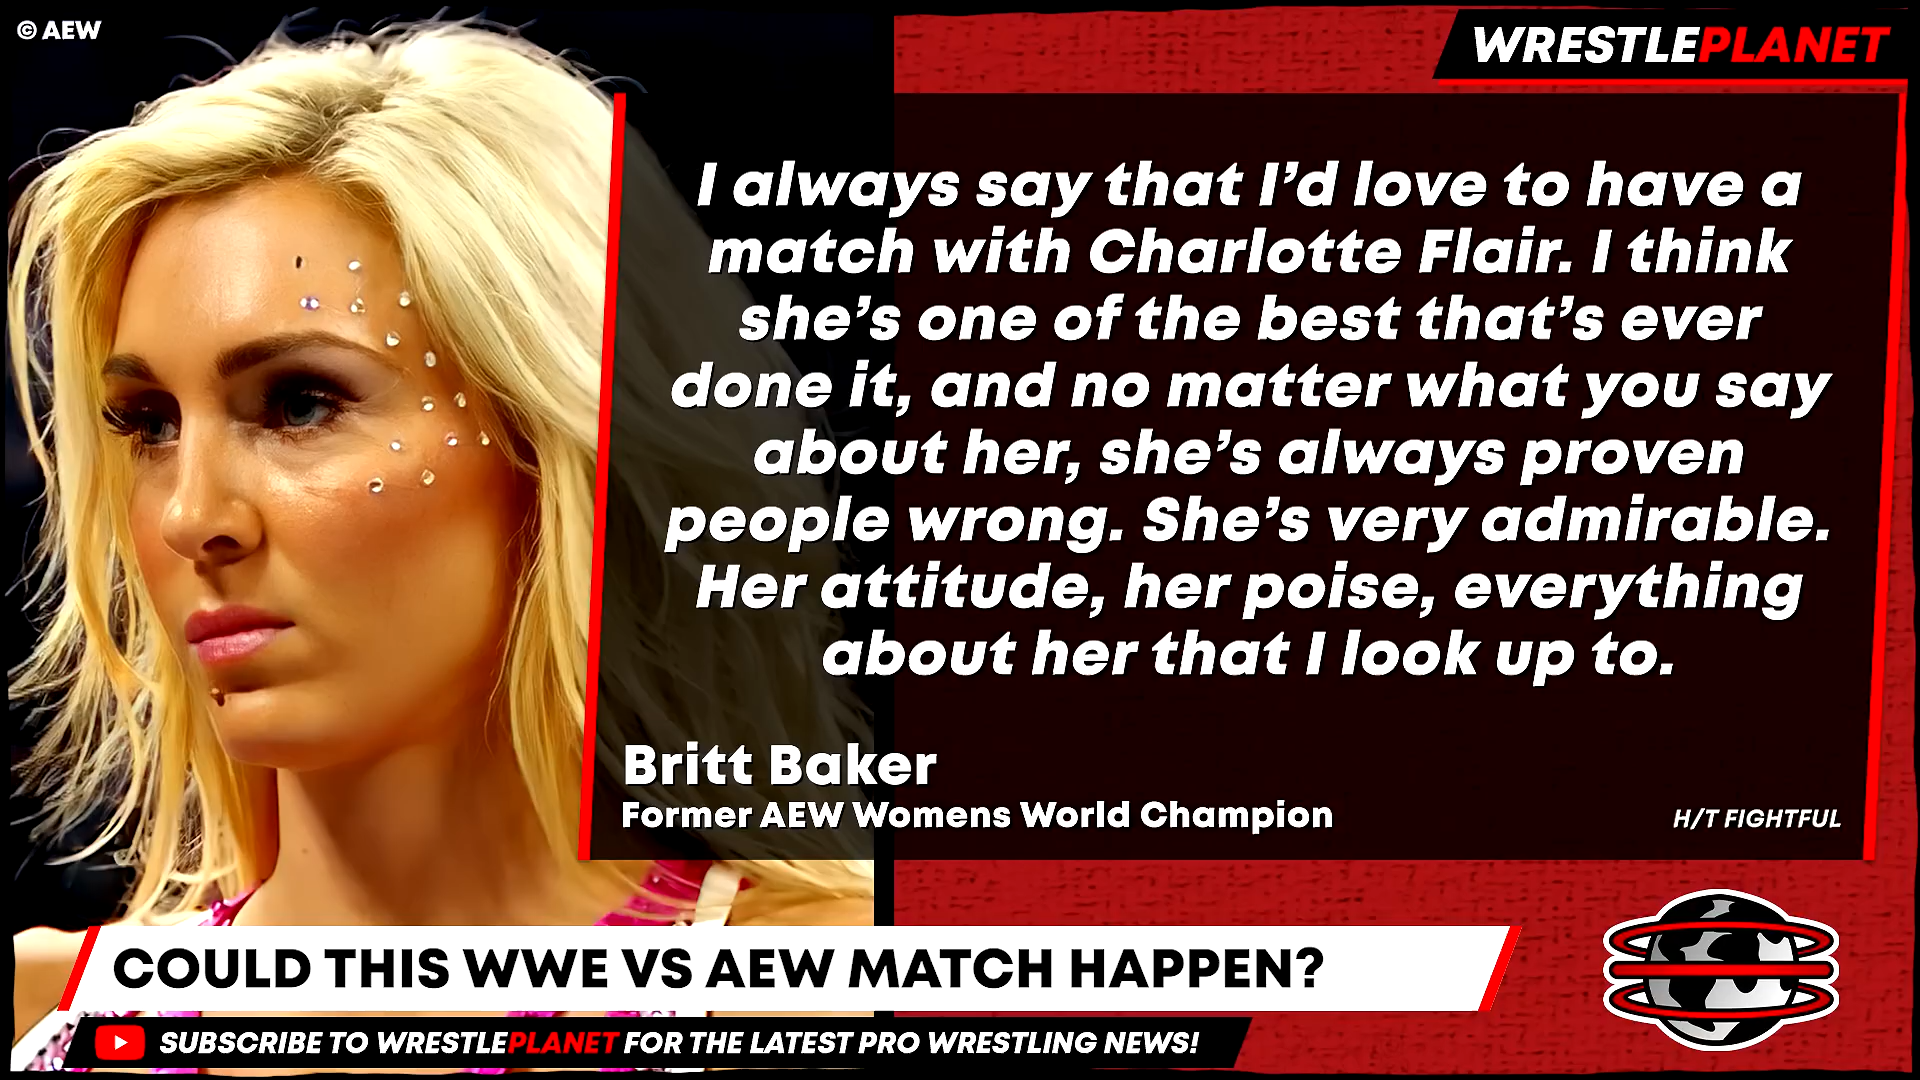 © AEW
WRESTLEPLANET
I always say that I’d love to have a
match with Charlotte Flair. I think
she’s one of the best that’s ever
done it, and no matter what you say
about her, she’s always proven
people wrong. She’s very admirable.
Her attitude, her poise, everything
about her that I look up to.
Britt Baker
Former AEW Womens World Champion
H/T FIGHTFUL
COULD THIS WWE VS AEW MATCH HAPPEN?
SUBSCRIBE TO WRESTLEPLANET FOR THE LATEST PRO WRESTLING NEWS!